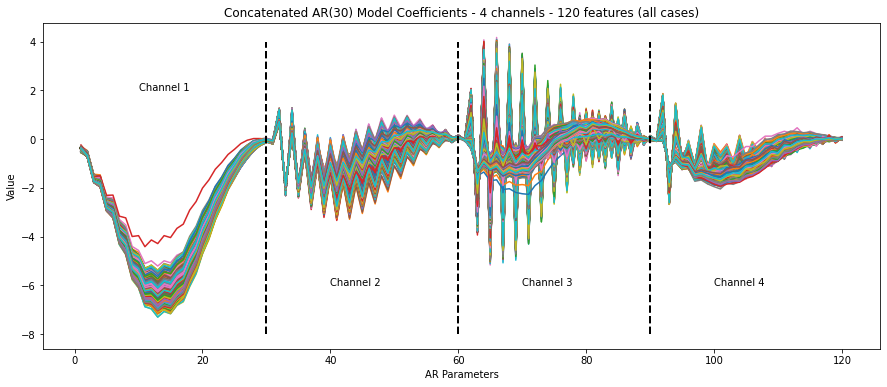 Concatenated AR(30) Model Coefficients - 4 channels - 120 features (all cases)
4
2
0
−2
−4
−6
−8
Value
Channel 1
Channel 2
Channel 3
Channel 4
0
20
40
60
80
100
120
AR Parameters